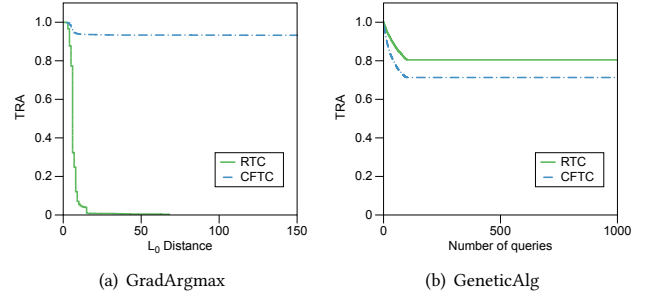 1.0
0.8
0.6
0.4
0.2
0
TRA
RTC
CFTC
0 50 100 150
L0 Distance
(a) GradArgmax
1.0
0.8
0.6
0.4
0.2
0
TRA
RTC
CFTC
0 500 1000
Number of queries
(b) GeneticAlg